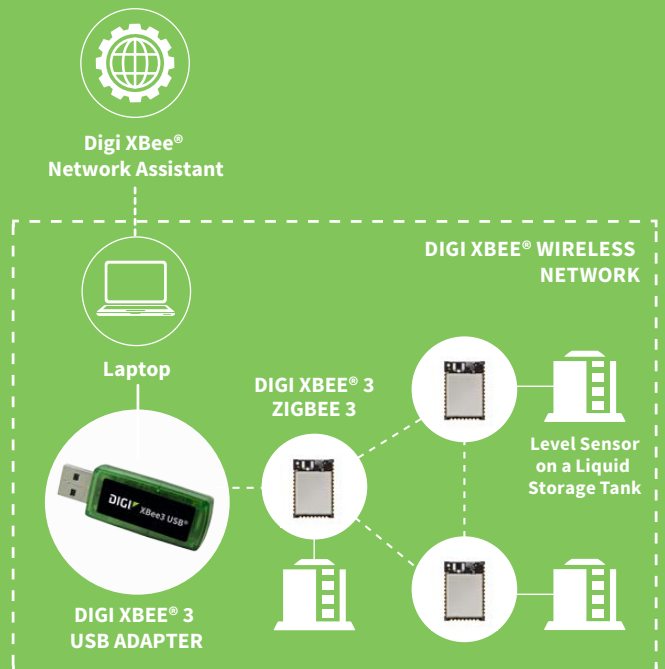 Digi XBee®
Network Assistant
DIGI XBEE® WIRELESS
NETWORK
Laptop
DIGI XBEE® 3
ZIGBEE 3
Level Sensor
on a Liquid
Storage Tank
DIGI XBee3 USB®
DIGI XBEE® 3
USB ADAPTER